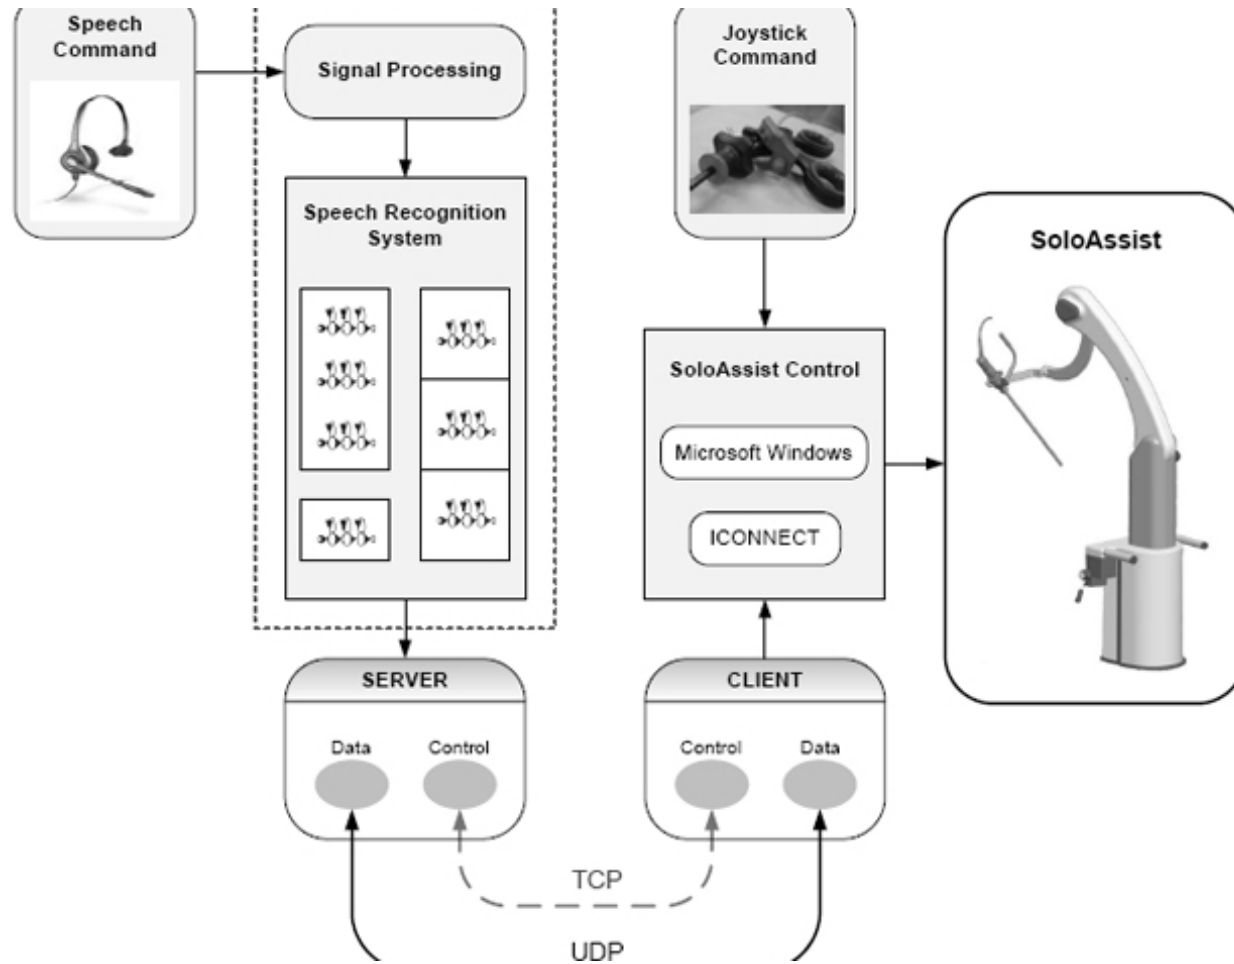 Speech
Command
Signal Processing
Speech Recognition
System
Joystick
Command
SoloAssist Control
Microsoft Windows
ICONNECT
SoloAssist
SERVER
Data
Control
CLIENT
Control
Data
TCP
UDP